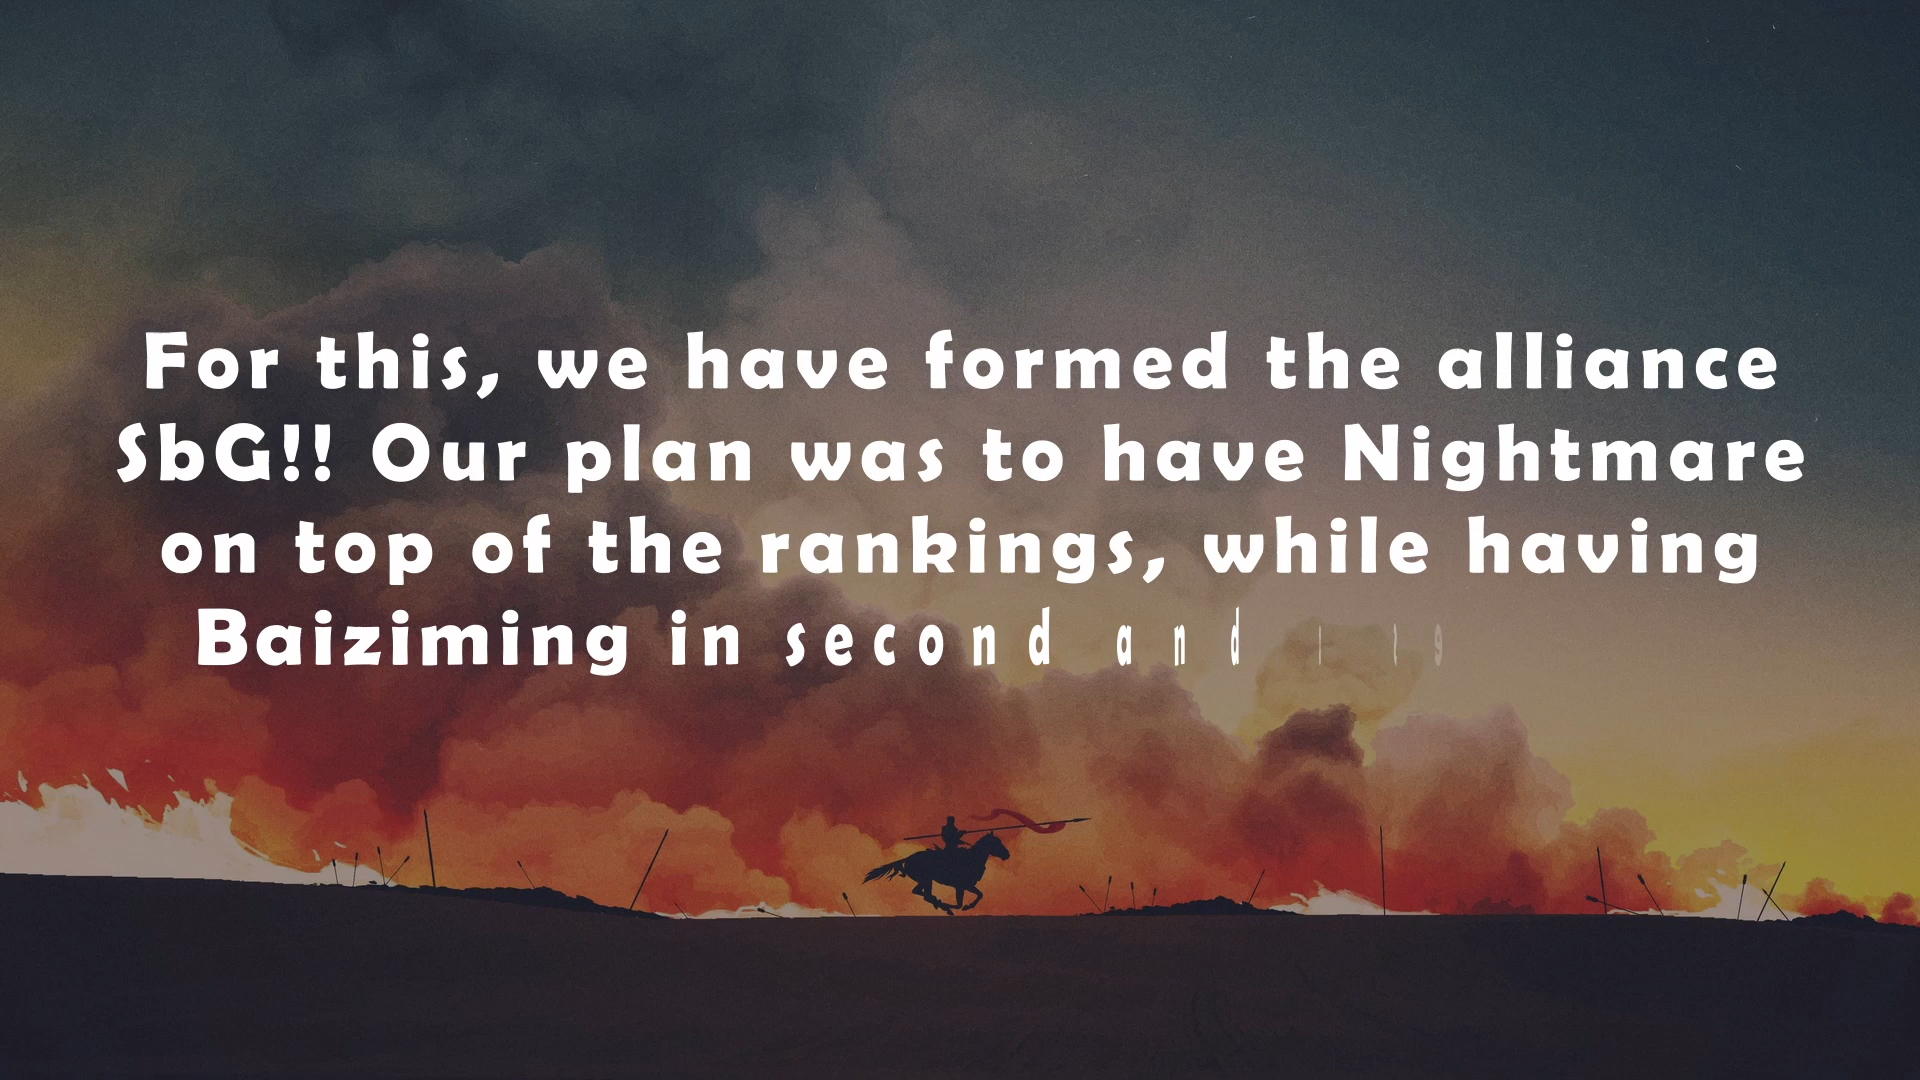 For this, we have formed the alliance
SbG!! Our plan was to have Nightmare
on top of the rankings, while having
Baiziming in second and